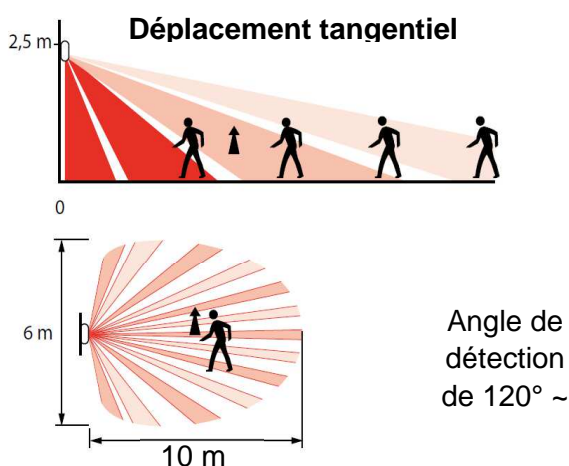 Déplacement tangentiel
2,5 m
0
6 m
Angle de
détection
de 120° ~
10 m